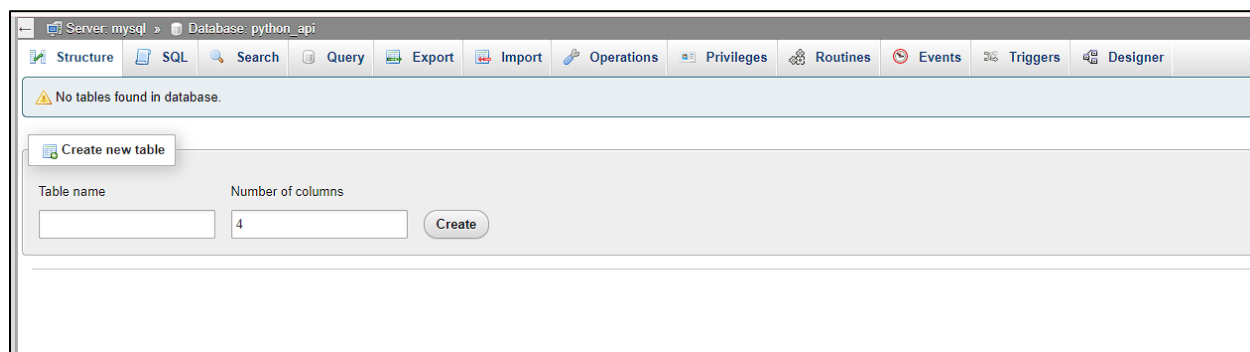 Server: mysql » Database: python_api
Structure SQL Search Query Export Import Operations Privileges Routines Events Triggers Designer
No tables found in database.
Create new table
Table name Number of columns
4 Create